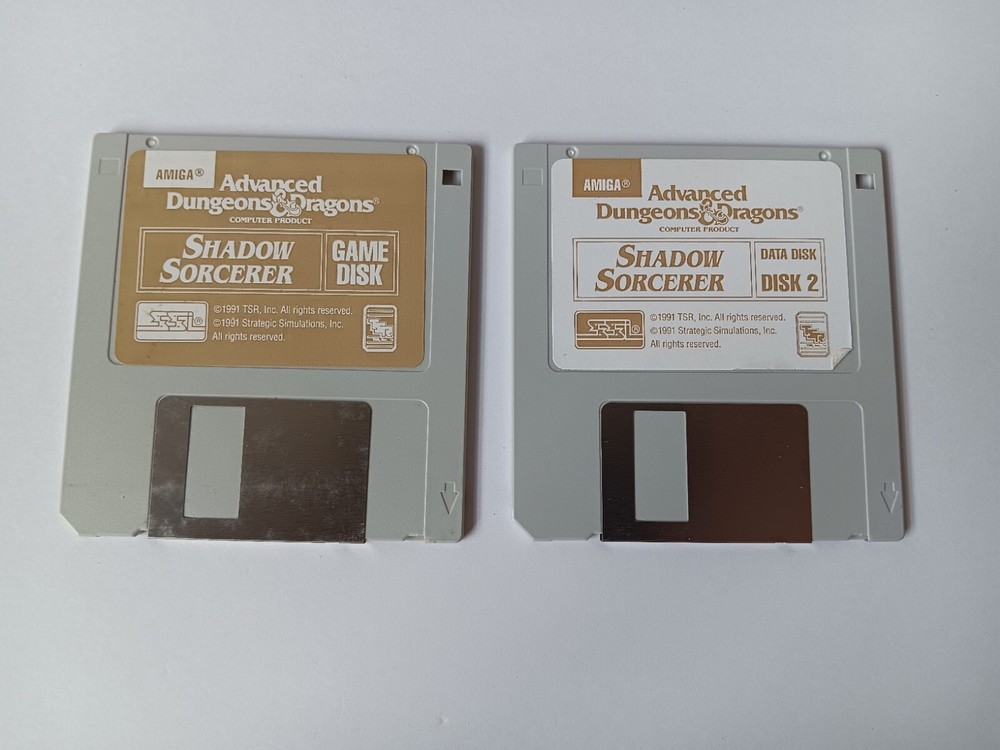 AMIGA®
Advanced
Dungeons & Dragons®
COMPUTER PRODUCT
SHADOW
SORCERER
GAME
DISK
SSI®
©1991 TSR, Inc. All rights reserved.
©1991 Strategic Simulations, Inc.
All rights reserved.
TSR
AMIGA®
Advanced
Dungeons & Dragons®
COMPUTER PRODUCT
SHADOW
SORCERER
DATA DISK
DISK 2
SSI®
©1991 TSR, Inc. All rights reserved.
©1991 Strategic Simulations, Inc.
All rights reserved.
TSR